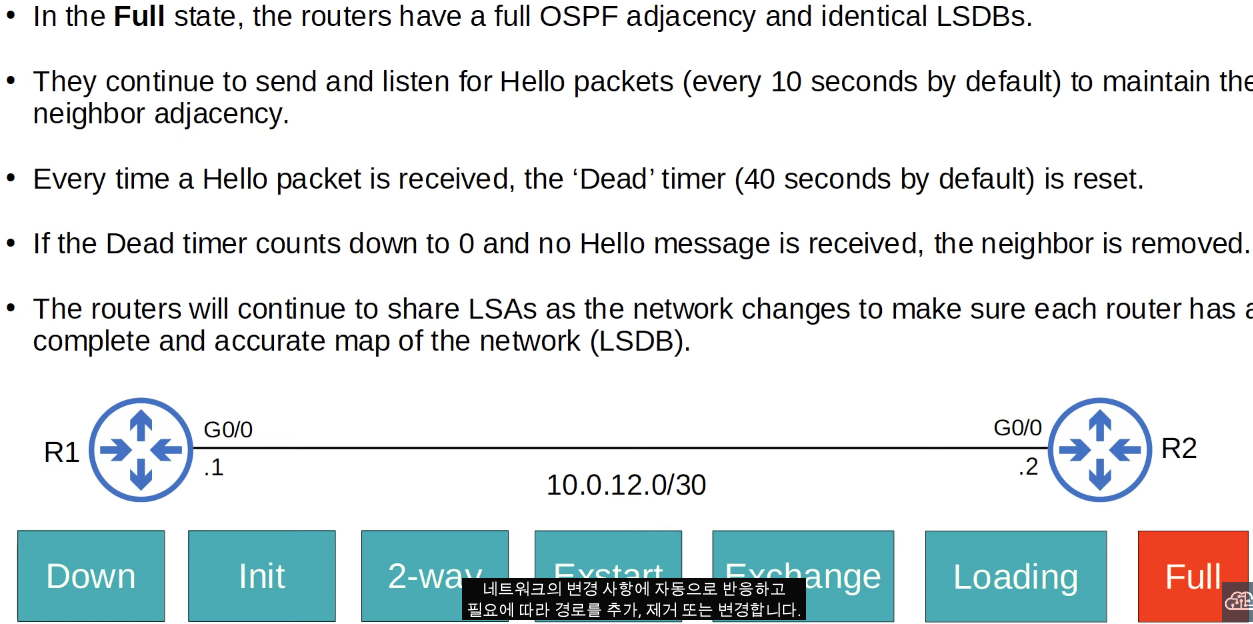 • In the Full state, the routers have a full OSPF adjacency and identical LSDBs.
• They continue to send and listen for Hello packets (every 10 seconds by default) to maintain the
neighbor adjacency.
• Every time a Hello packet is received, the ‘Dead’ timer (40 seconds by default) is reset.
• If the Dead timer counts down to 0 and no Hello message is received, the neighbor is removed.
• The routers will continue to share LSAs as the network changes to make sure each router has a
complete and accurate map of the network (LSDB).
R1
G0/0
.1
10.0.12.0/30
G0/0
.2
R2
Down
Init
2-way
Exstart
Exchange
Loading
Full
네트워크의 변경 사항에 자동으로 반응하고
필요에 따라 경로를 추가, 제거 또는 변경합니다.